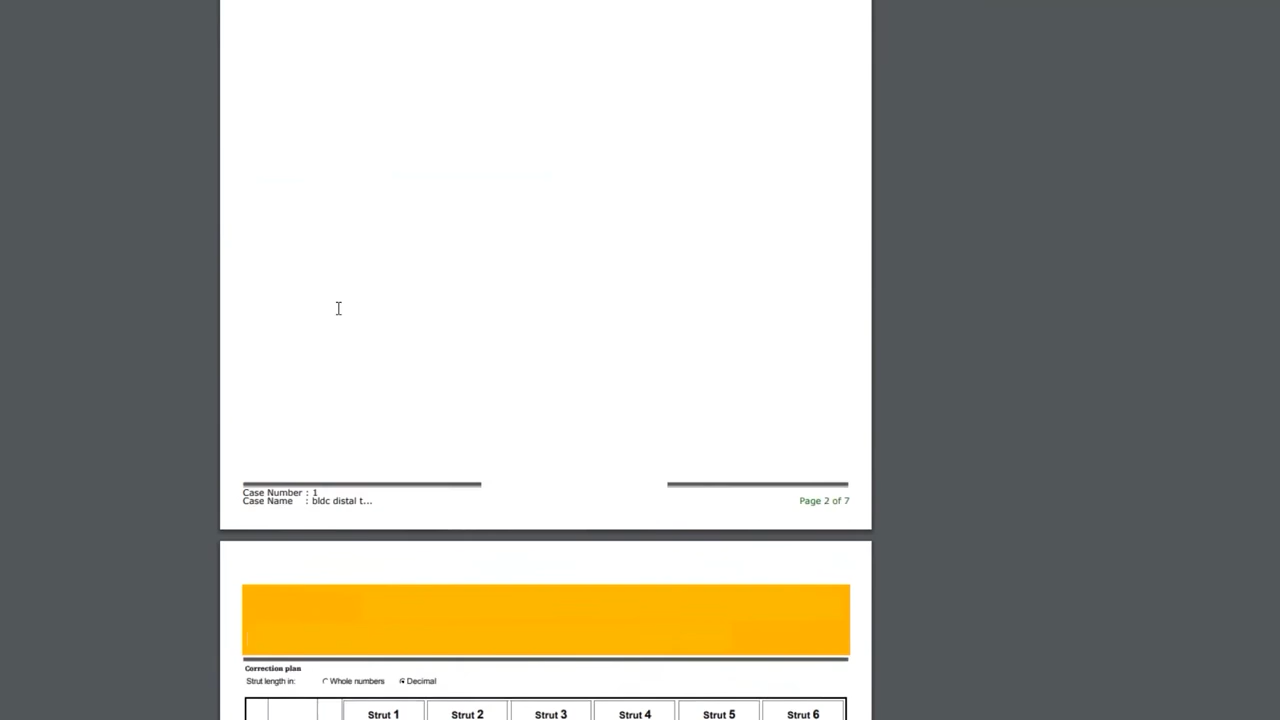 Case Number : 1
Case Name : bldc distal t...
Page 2 of 7
Correction plan
Strut length in: Whole numbers Decimal
Strut 1 Strut 2 Strut 3 Strut 4 Strut 5 Strut 6